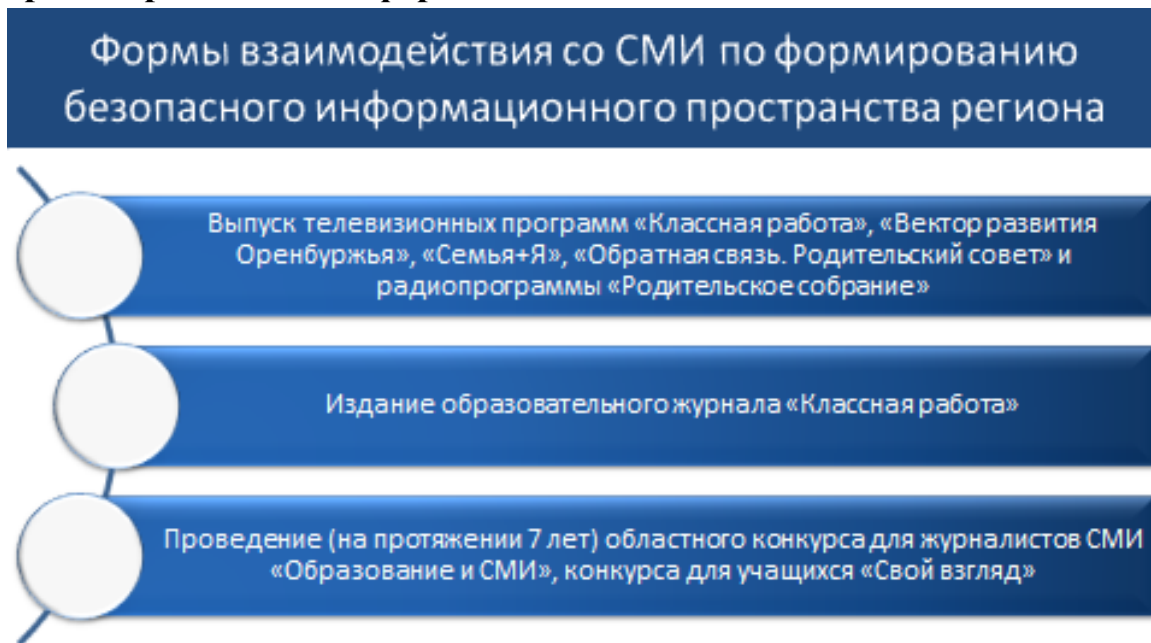 Формы взаимодействия со СМИ по формированию
безопасного информационного пространства региона
Выпуск телевизионных программ «Классная работа», «Вектор развития
Оренбуржья», «Семья+Я», «Обратная связь. Родительский совет» и
радиопрограммы «Родительское собрание»
Издание образовательного журнала «Классная работа»
Проведение (на протяжении 7 лет) областного конкурса для журналистов СМИ
«Образование и СМИ», конкурса для учащихся «Свой взгляд»